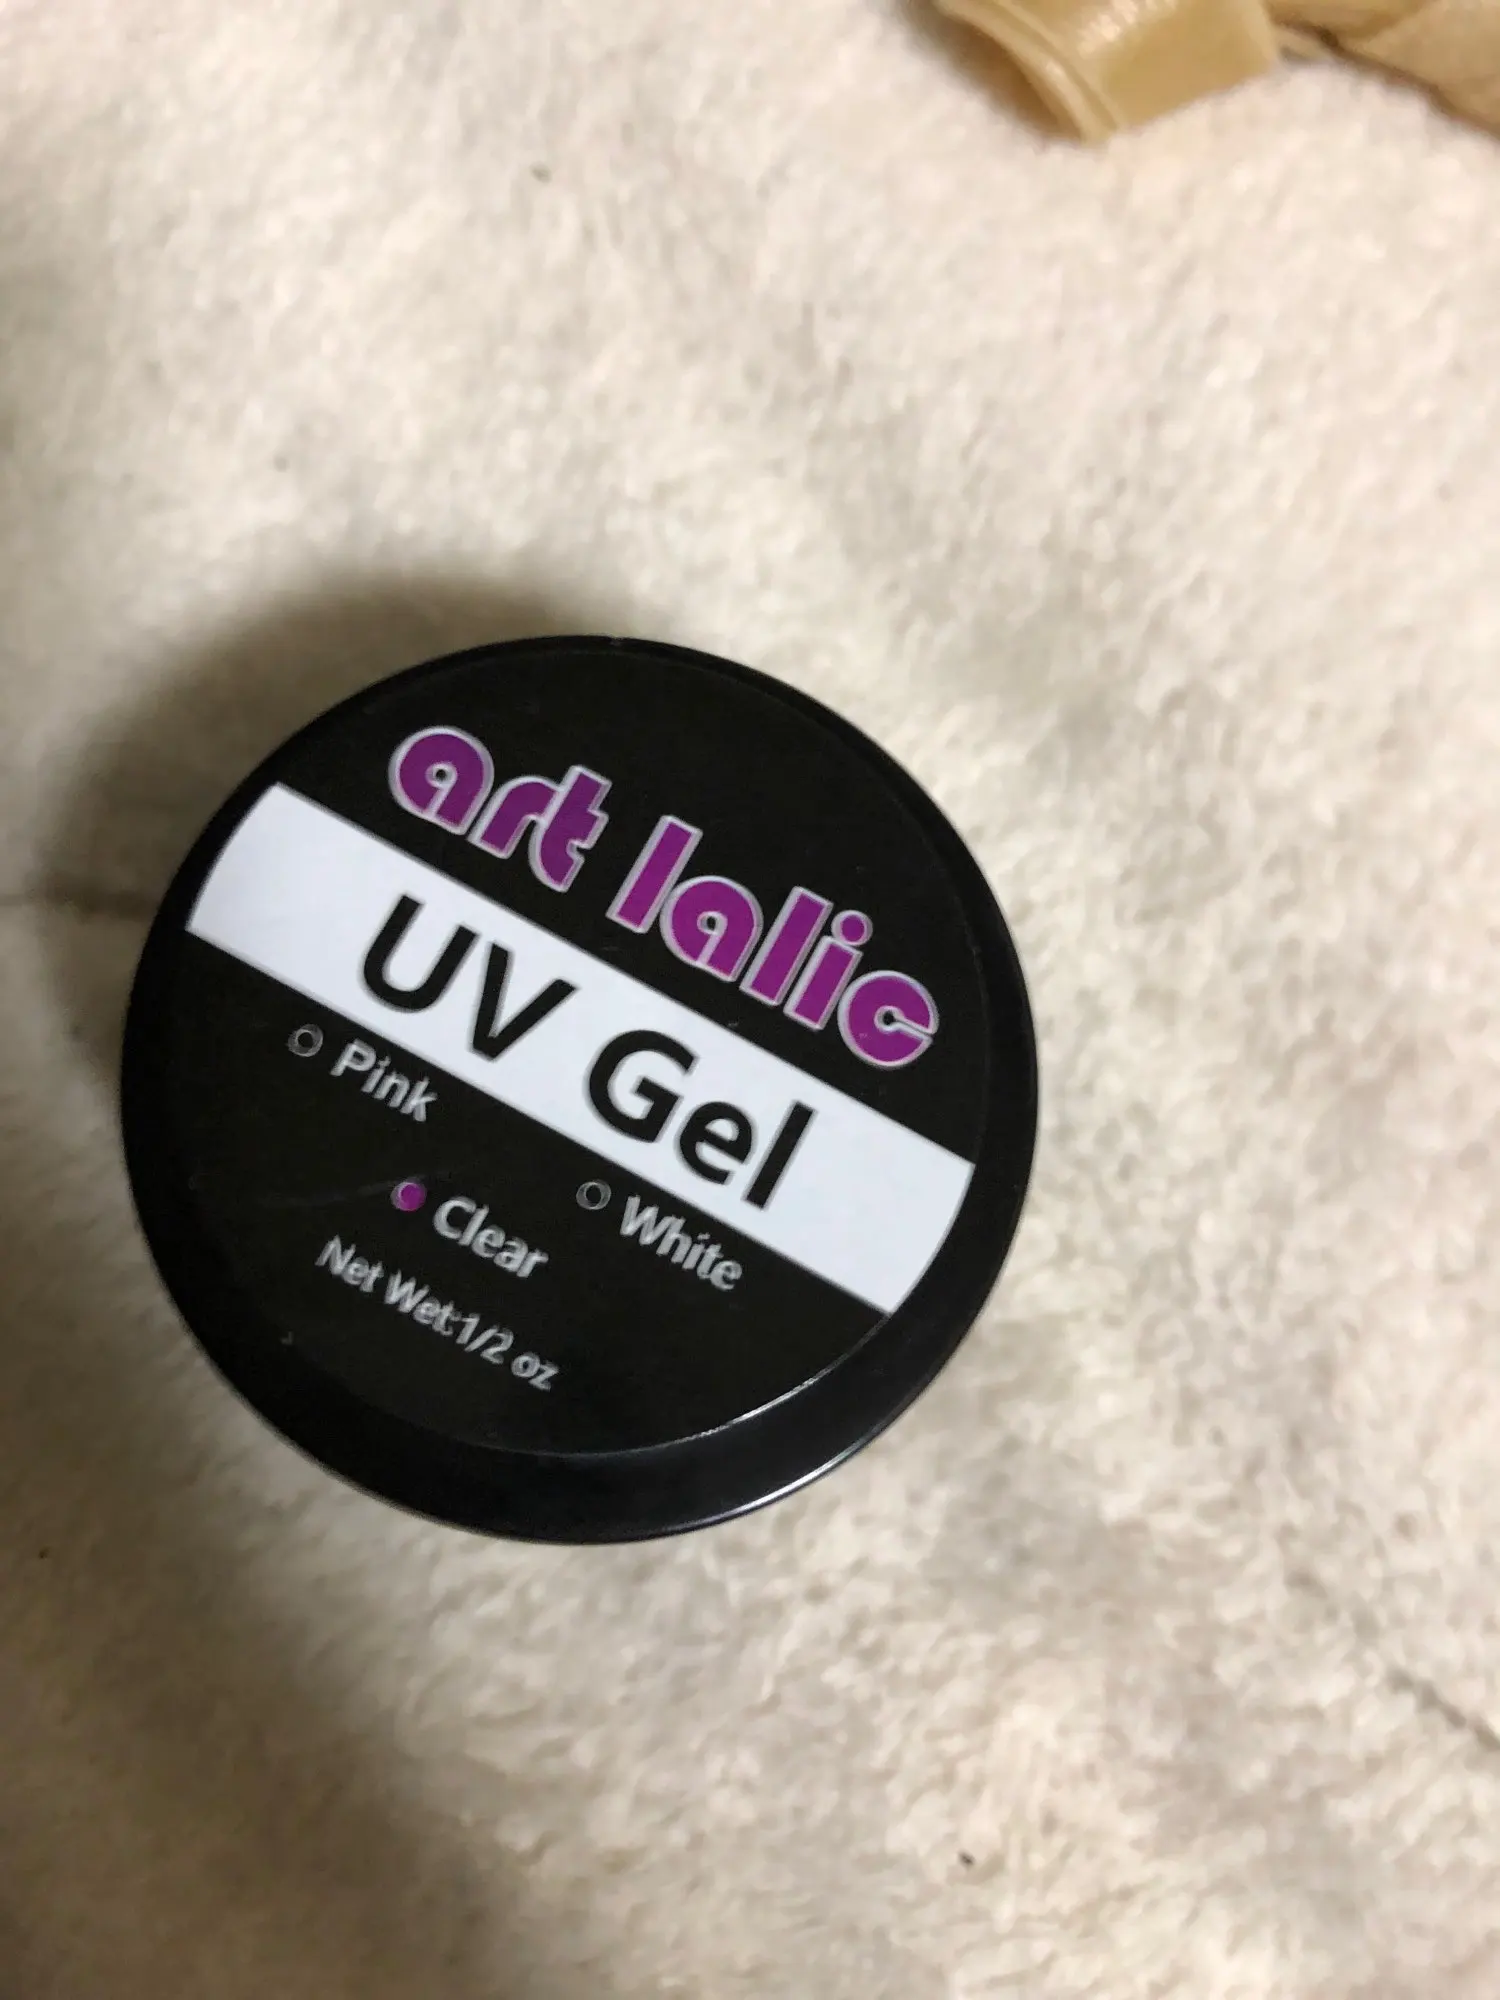 art lalic
UV Gel
Pink
White
Clear
Net Wet:1/2 oz